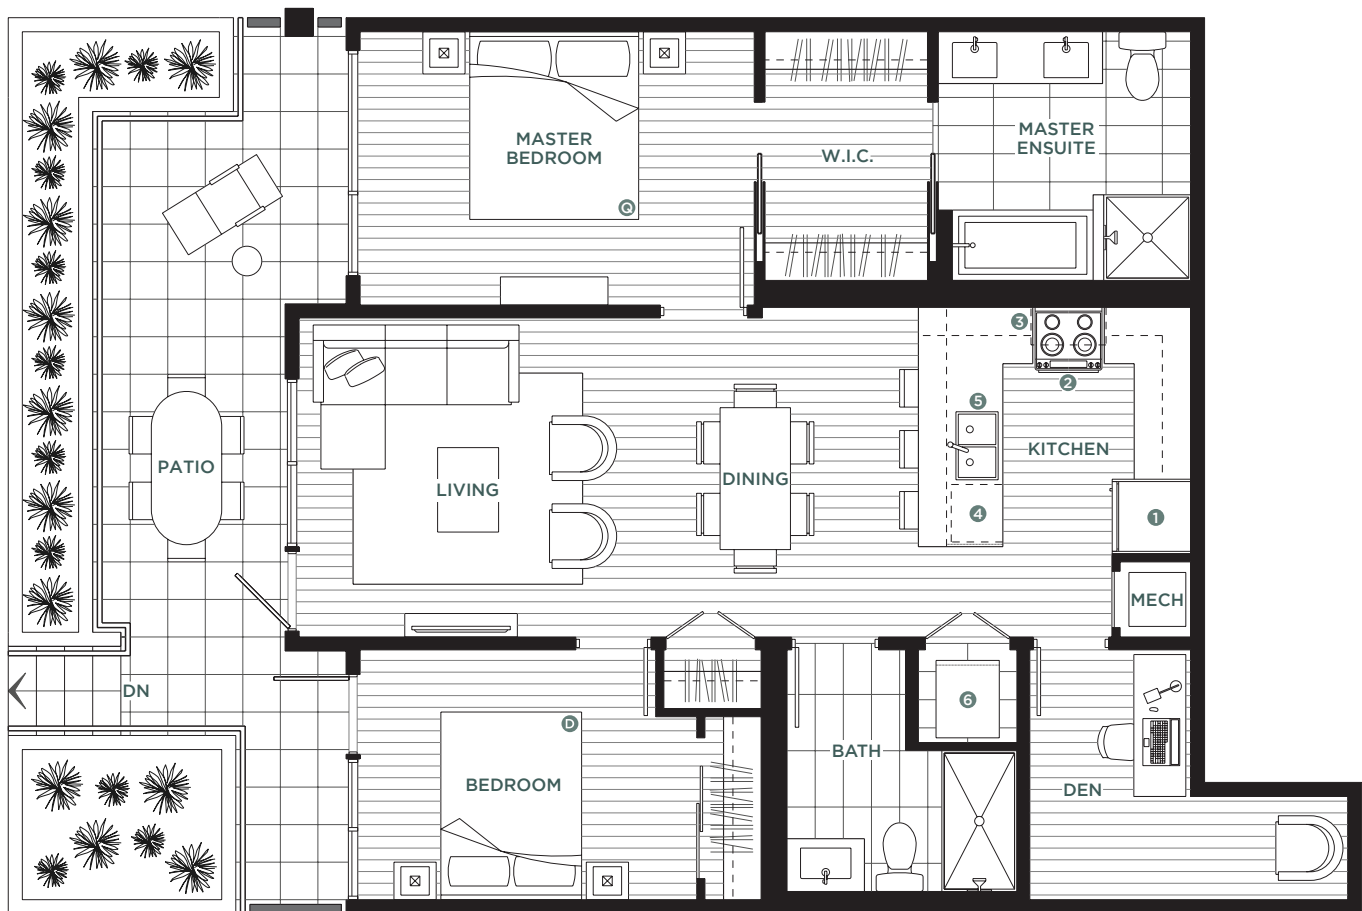 MASTER
BEDROOM
Q
W.I.C.
MASTER
ENSUITE
3
2
5
KITCHEN
PATIO
LIVING
DINING
4
1
MECH
DN
D
BEDROOM
6
BATH
DEN